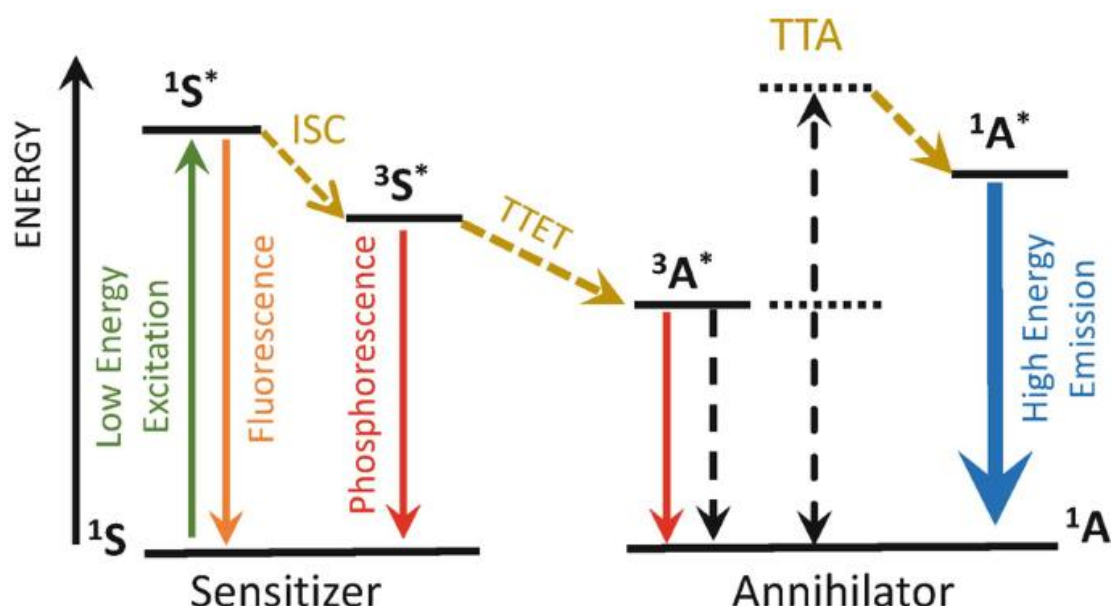 TTA
¹S*
ISC
¹A*
³S*
TTET
³A*
ENERGY
Low Energy
Excitation
Fluorescence
Phosphorescence
High Energy
Emission
¹S
¹A
Sensitizer
Annihilator